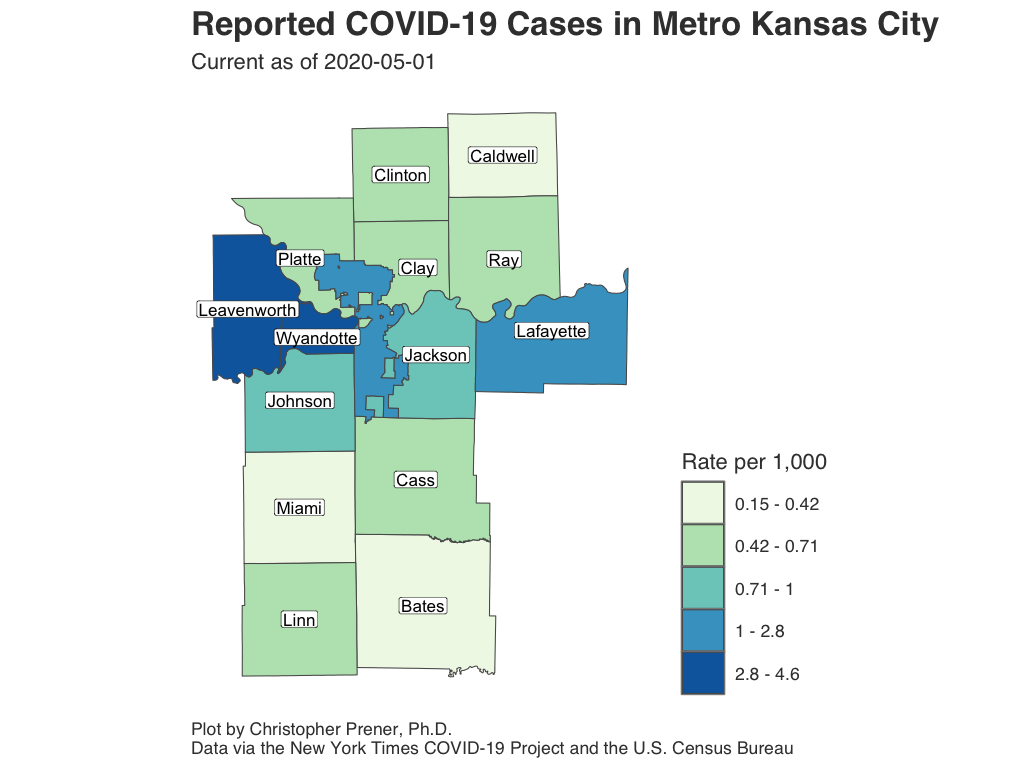 Reported COVID-19 Cases in Metro Kansas City
Current as of 2020-05-01
Caldwell
Clinton
Platte
Clay
Ray
Leavenworth
Wyandotte
Lafayette
Jackson
Johnson
Cass
Miami
Bates
Linn
Rate per 1,000
0.15 - 0.42
0.42 - 0.71
0.71 - 1
1 - 2.8
2.8 - 4.6
Plot by Christopher Prener, Ph.D.
Data via the New York Times COVID-19 Project and the U.S. Census Bureau